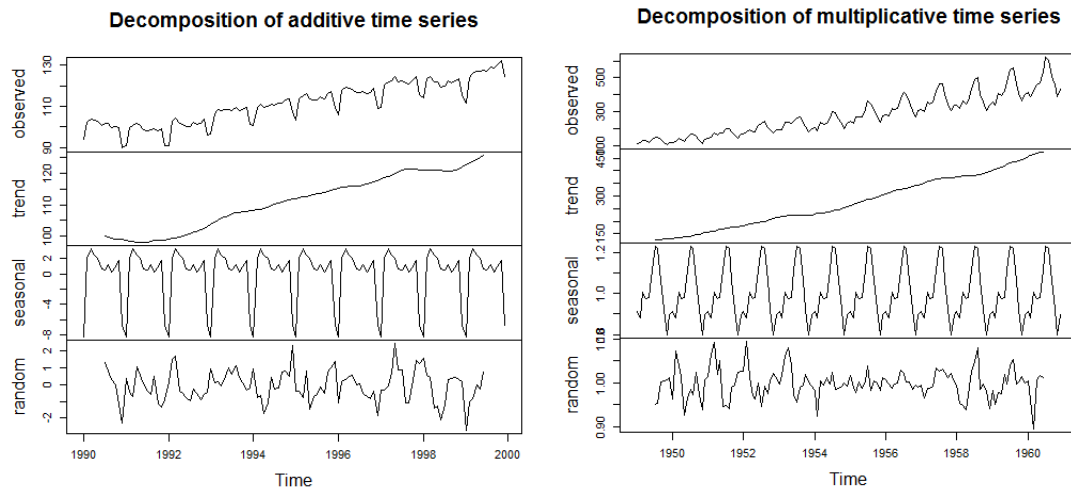 Decomposition of additive time series
observed
90 110 130
trend
100 110 120
seasonal
-8 -4 0 2
random
-2 0 1 2
1990 1992 1994 1996 1998 2000
Time
Decomposition of multiplicative time series
observed
300 500
trend
150 300 450
seasonal
1.0 1.2
random
0.90 1.00
1950 1952 1954 1956 1958 1960
Time